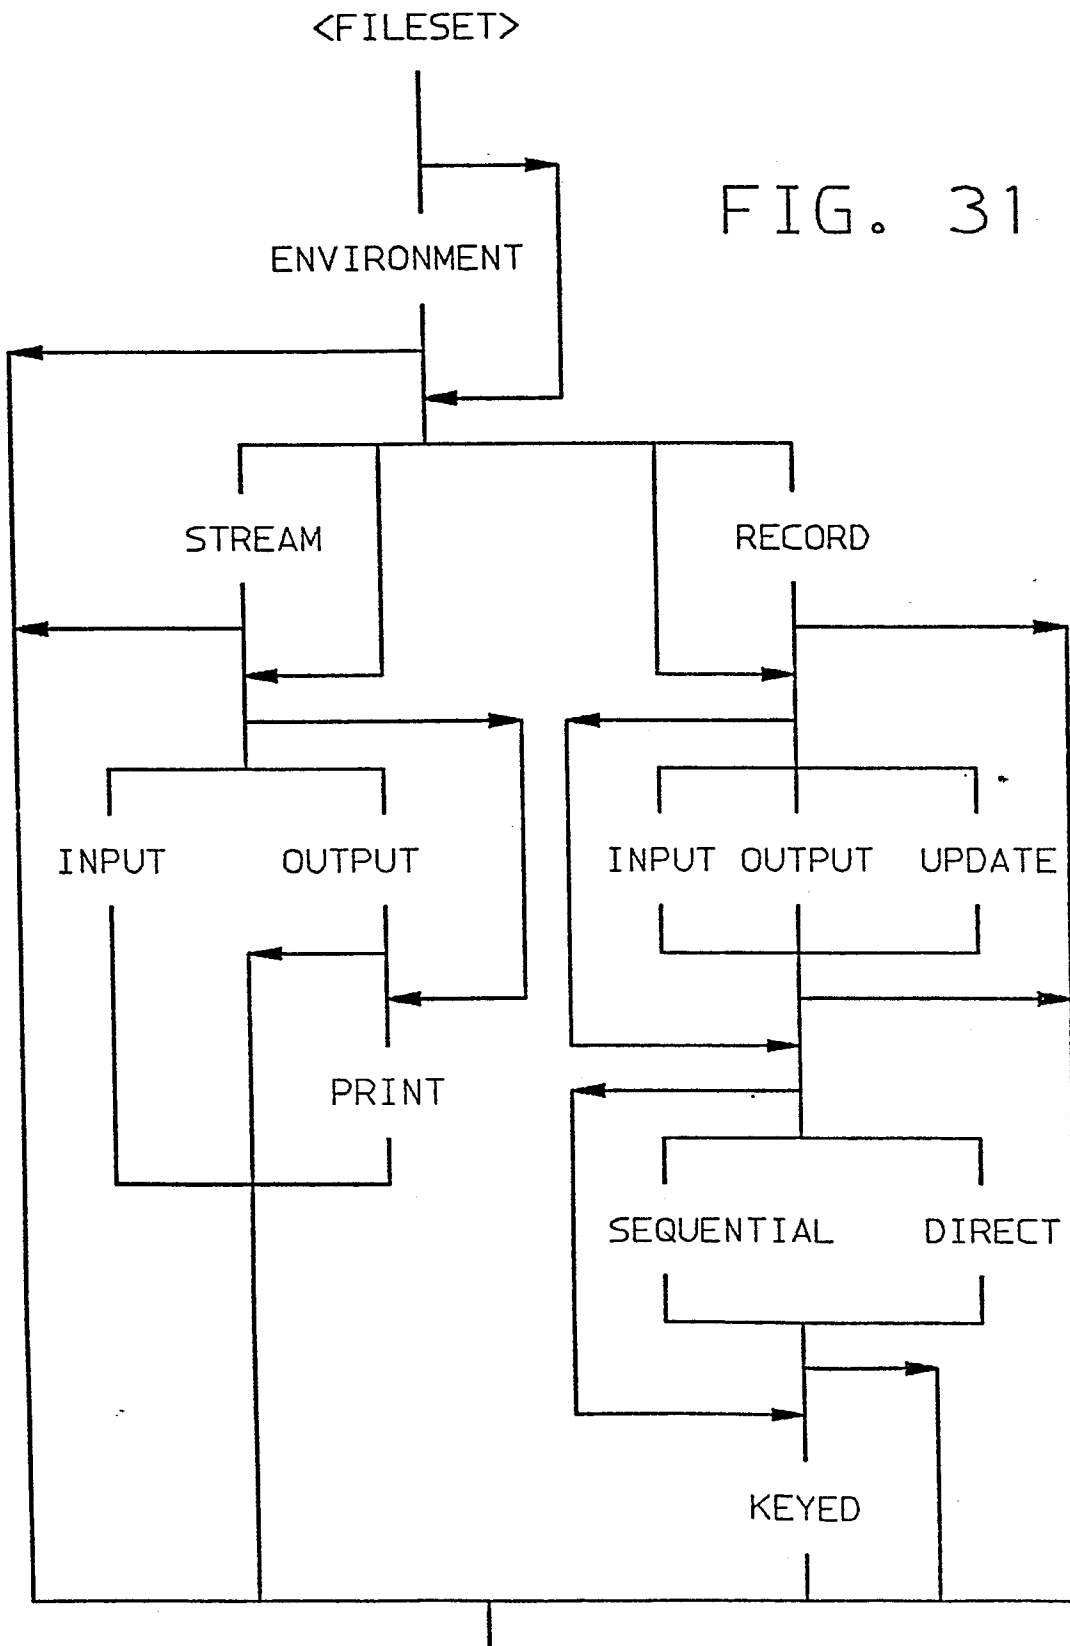 <FILESET>
FIG. 31
ENVIRONMENT
STREAM
RECORD
INPUT
OUTPUT
INPUT
OUTPUT
UPDATE
PRINT
SEQUENTIAL
DIRECT
KEYED